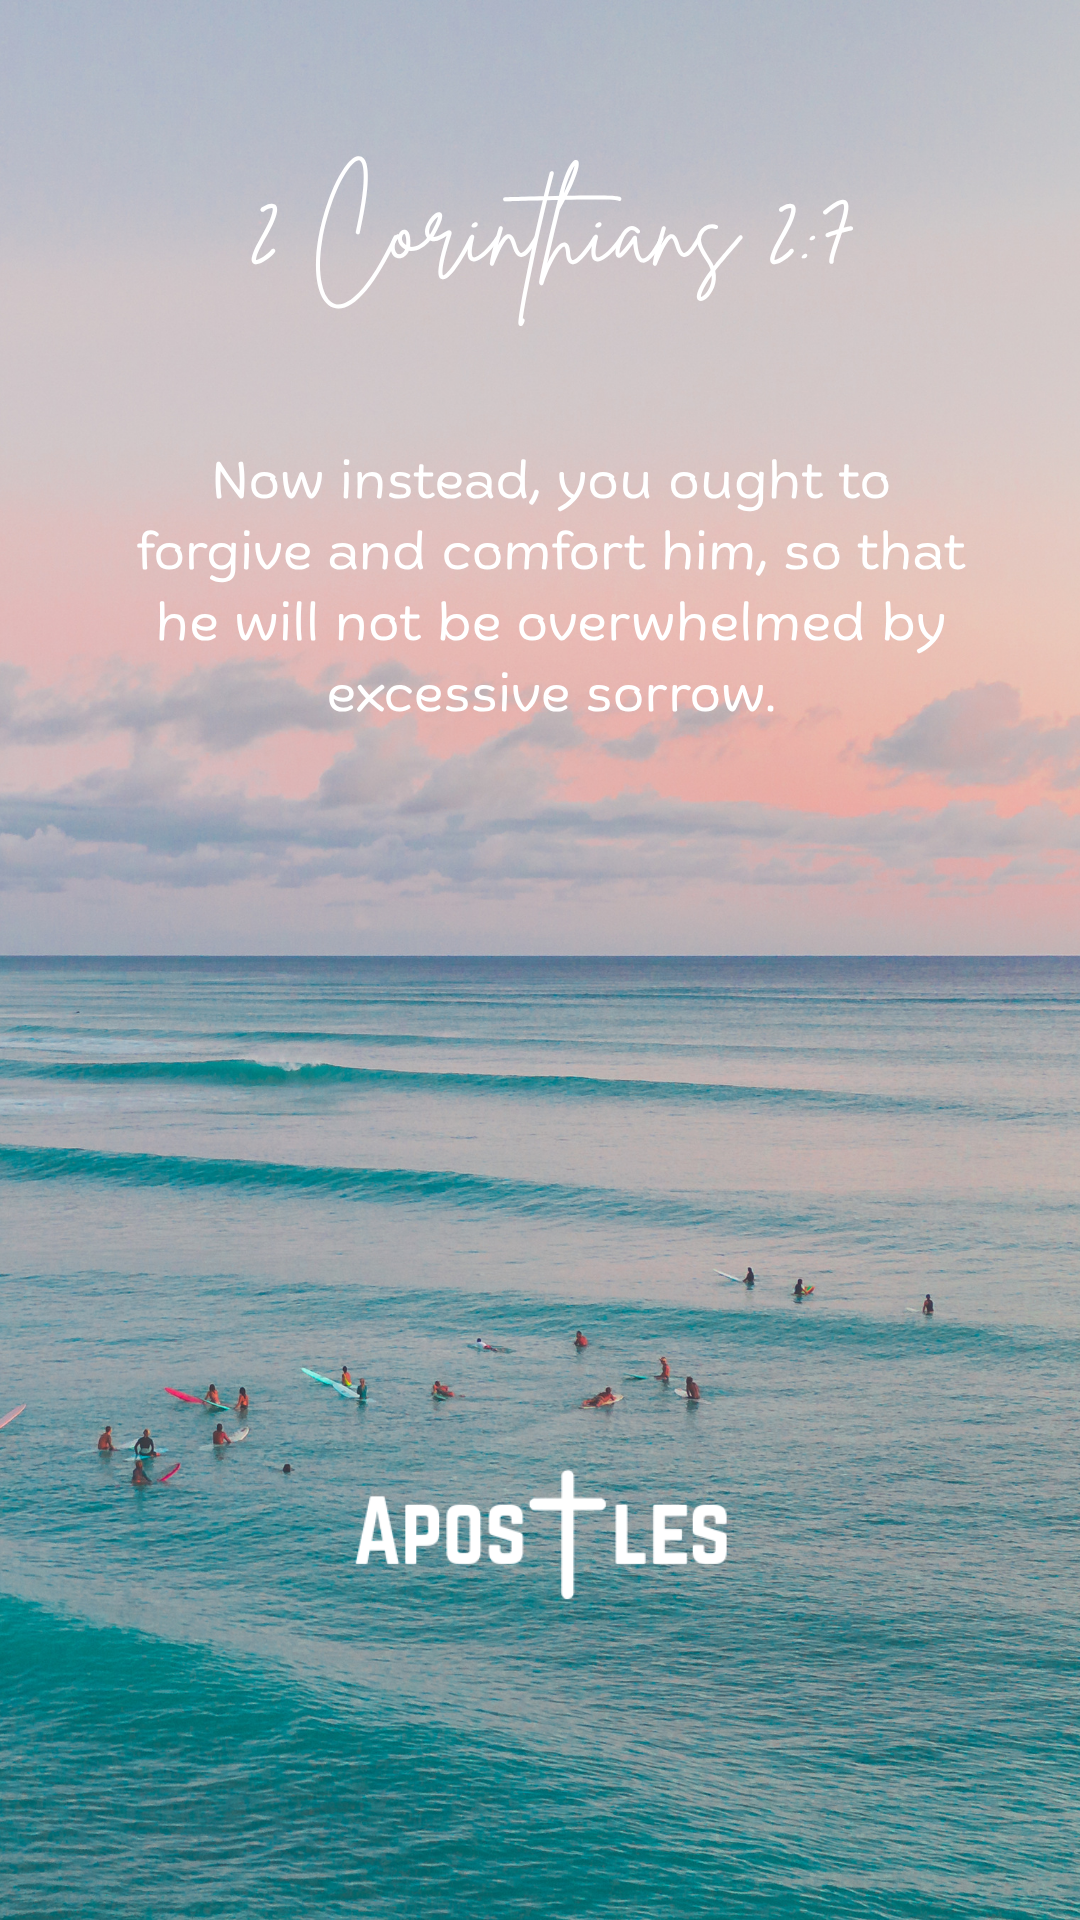 2 Corinthians 2:7
Now instead, you ought to
forgive and comfort him, so that
he will not be overwhelmed by
excessive sorrow.
APOSTLES